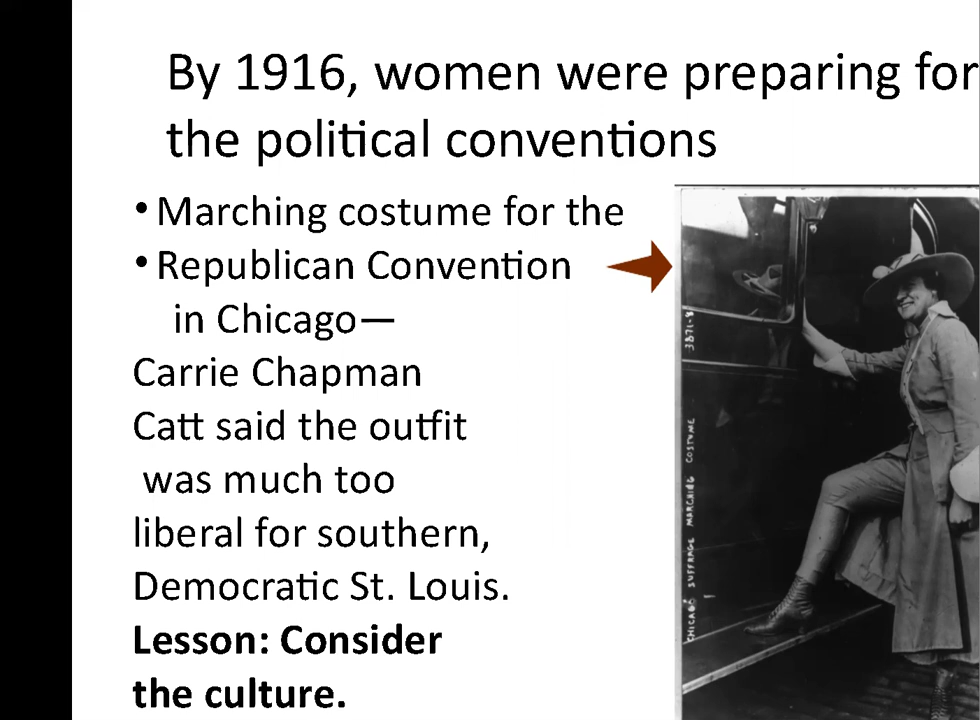 By 1916, women were preparing for
the political conventions
• Marching costume for the
• Republican Convention
in Chicago—
Carrie Chapman
Catt said the outfit
was much too
liberal for southern,
Democratic St. Louis.
Lesson: Consider
the culture.
3871-8
CHICAGO SUFFRAGE MARCHING COSTUME